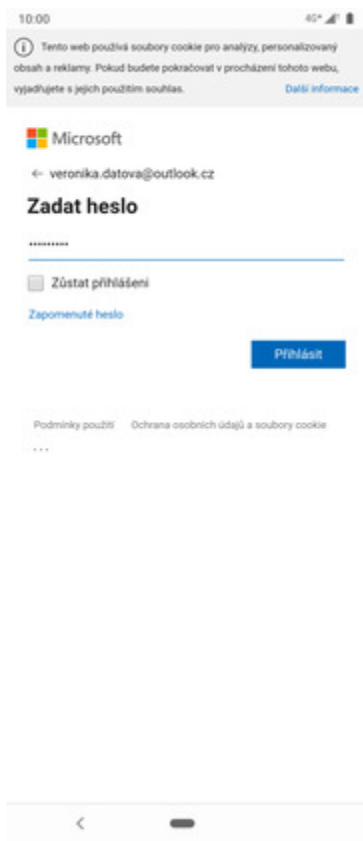 10:00 4G+
Tento web používá soubory cookie pro analýzy, personalizovaný
obsah a reklamy. Pokud budete pokračovat v procházení tohoto webu,
vyjadřujete s jejich použitím souhlas. Další informace
Microsoft
← veronika.datova@outlook.cz
Zadat heslo
•••••••••
Zůstat přihlášeni
Zapomenuté heslo
Přihlásit
Podmínky použití Ochrana osobních údajů a soubory cookie
...